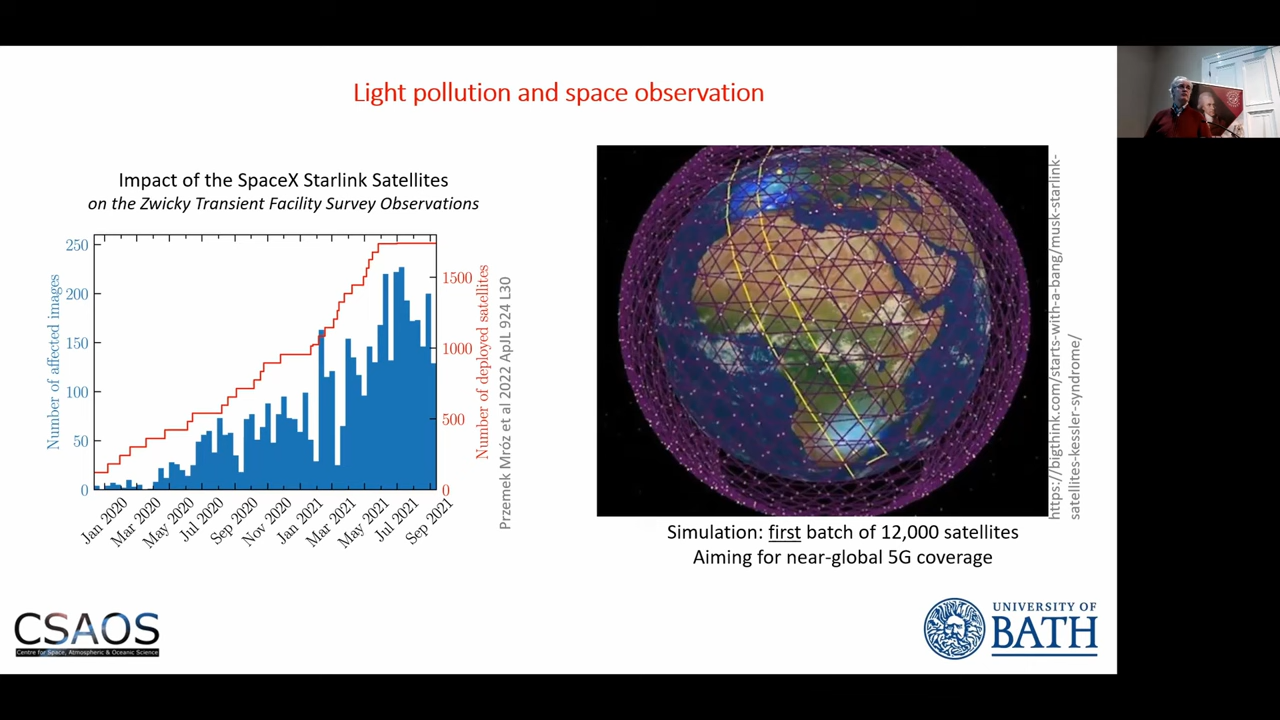 Light pollution and space observation
Impact of the SpaceX Starlink Satellites
on the Zwicky Transient Facility Survey Observations
Number of affected images
250
200
150
100
50
0
1500
1000
500
0
Number of deployed satellites
Jan 2020
Mar 2020
May 2020
Jul 2020
Sep 2020
Nov 2020
Jan 2021
Mar 2021
May 2021
Jul 2021
Sep 2021
Przemek Mróz et al 2022 ApJL 924 L30
https://bigthink.com/starts-with-a-bang/musk-starlink-
satellites-kessler-syndrome/
Simulation: first batch of 12,000 satellites
Aiming for near-global 5G coverage
CSAOS
Centre for Space, Atmospheric & Oceanic Science
UNIVERSITY OF
BATH